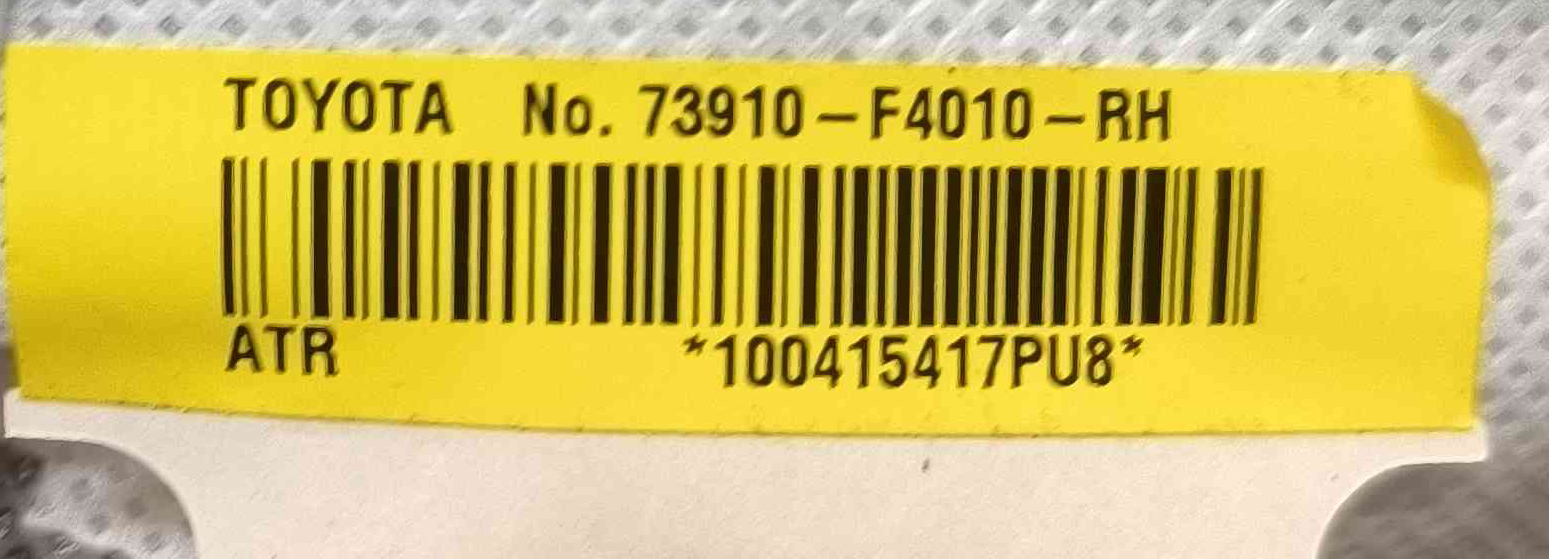 TOYOTA No. 73910-F4010-RH
ATR *100415417PU8*